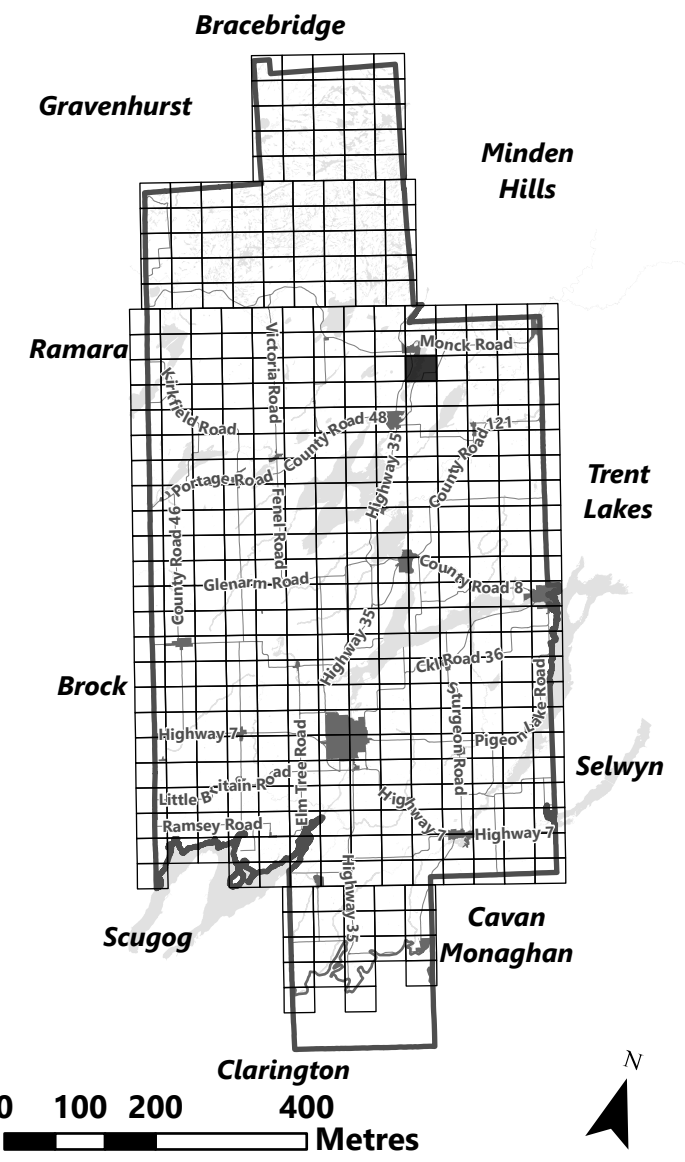 Bracebridge
Gravenhurst
Minden
Hills
Ramara
Monck Road
Victoria Road
Kirkfield Road
County Road 48
Highway 35
County Road 121
Portage Road
Trent
Lakes
Fenel Road
County Road 46
Glenarm Road
County Road 8
Highway 35
Ckl Road 36
Brock
Sturgeon Road
Pigeon Lake Road
Highway 7
Elm Tree Road
Selwyn
Little Britain Road
Highway 7
Ramsey Road
Highway 7
Highway 35
Scugog
Cavan
Monaghan
Clarington
N
0 100 200 400
Metres